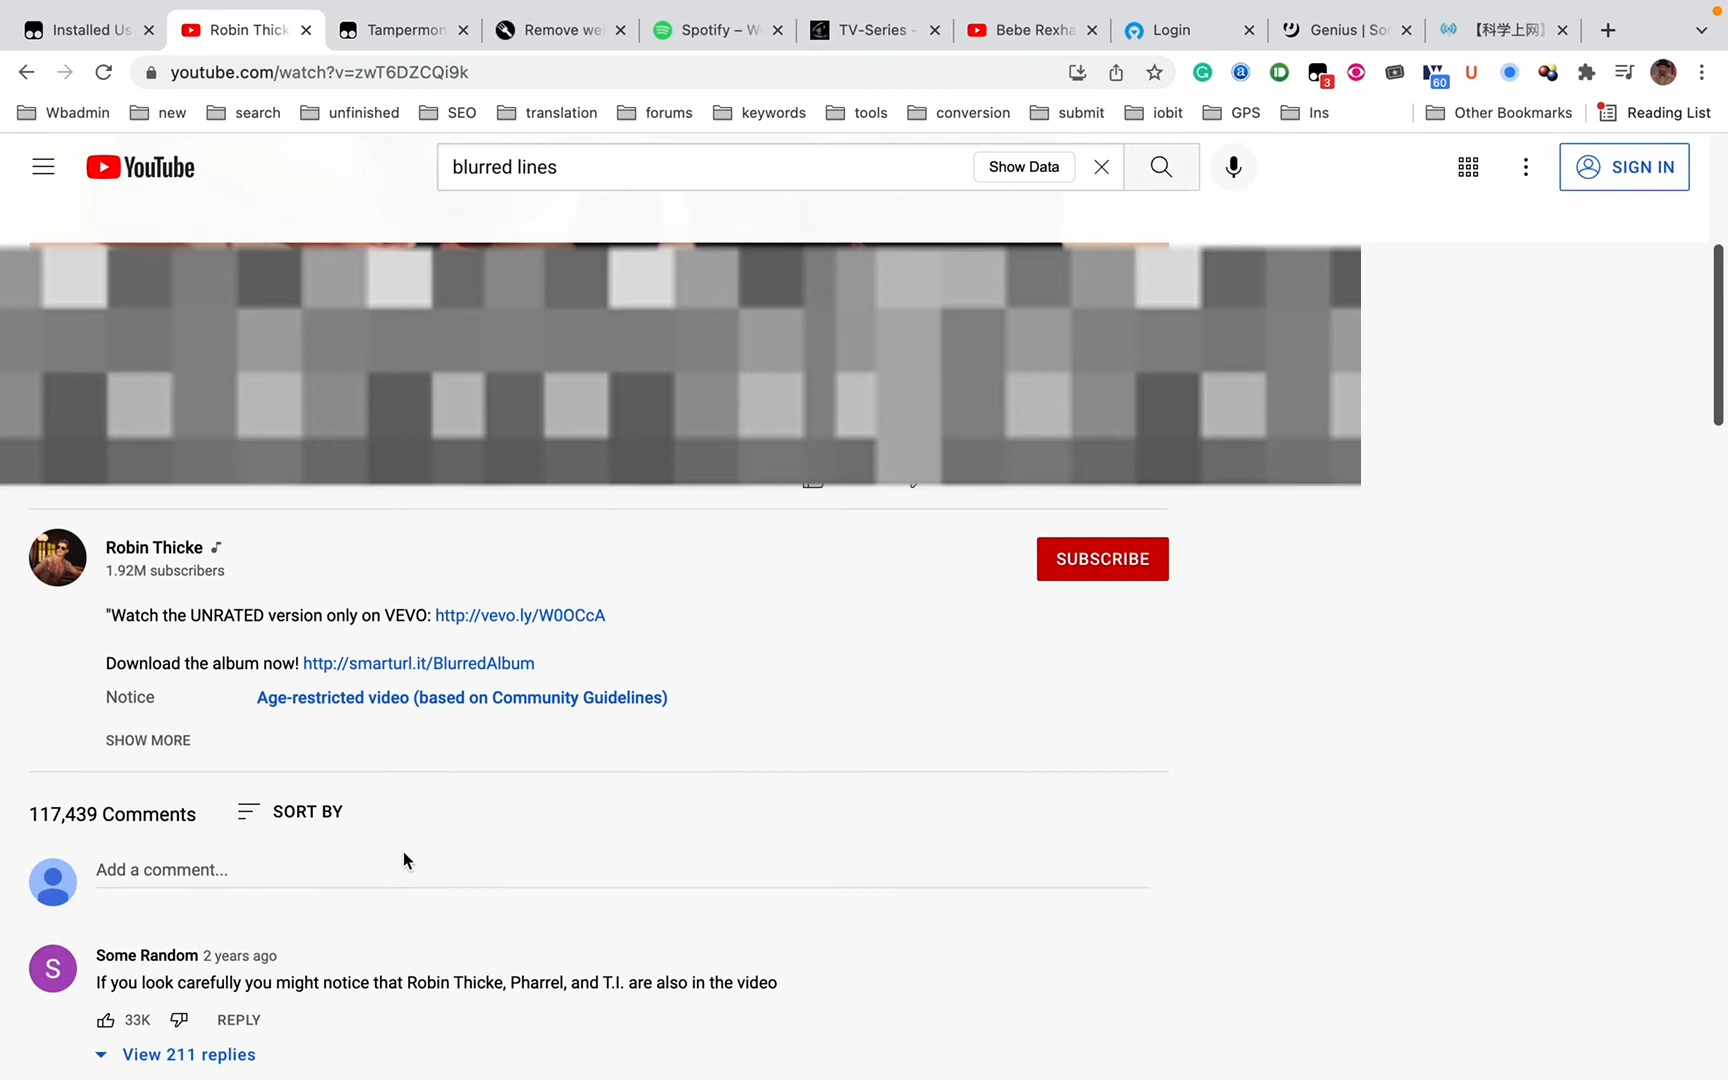 Installed Us
Robin Thick
Tampermon
Remove we
Spotify – W
TV-Series -
Bebe Rexha
Login
Genius | Sor
【科学上网】
youtube.com/watch?v=zwT6DZCQi9k
3
60
Wbadmin
new
search
unfinished
SEO
translation
forums
keywords
tools
conversion
submit
iobit
GPS
Ins
Other Bookmarks
Reading List
YouTube
blurred lines
Show Data
SIGN IN
Robin Thicke
1.92M subscribers
SUBSCRIBE
"Watch the UNRATED version only on VEVO: http://vevo.ly/W0OCcA
Download the album now! http://smarturl.it/BlurredAlbum
Notice Age-restricted video (based on Community Guidelines)
SHOW MORE
117,439 Comments
SORT BY
Add a comment...
S
Some Random 2 years ago
If you look carefully you might notice that Robin Thicke, Pharrel, and T.I. are also in the video
33K
REPLY
View 211 replies